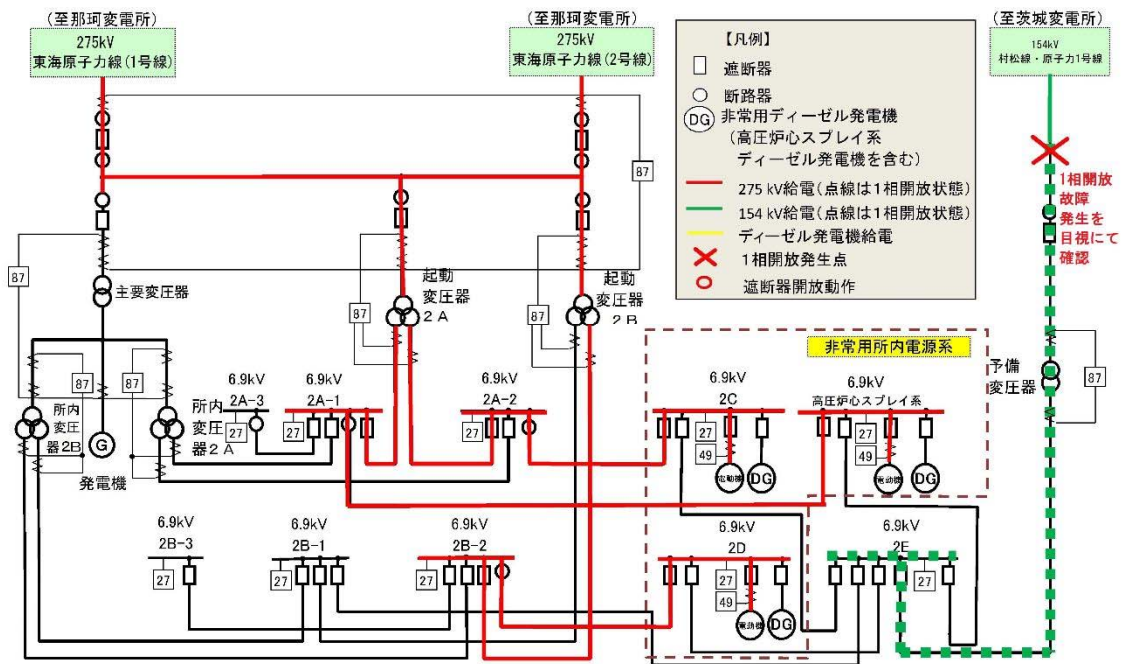 (至那珂変電所)
275kV
東海原子力線(1号線)
(至那珂変電所)
275kV
東海原子力線(2号線)
(至茨城変電所)
154kV
村松線・原子力1号線
【凡例】
遮断器
断路器
DG
非常用ディーゼル発電機
(高圧炉心スプレイ系
ディーゼル発電機を含む)
275 kV給電(点線は1相開放状態)
154 kV給電(点線は1相開放状態)
ディーゼル発電機給電
1相開放発生点
遮断器開放動作
1相開放
故障
発生を
目視にて
確認
87
87
87
87
87
87
87
87
主要変圧器
起動
変圧器
2A
起動
変圧器
2B
予備
変圧器
所内
変圧
器2B
G
発電機
所内
変圧
器2A
非常用所内電源系
6.9kV
2A-3
27
6.9kV
2A-1
27
6.9kV
2A-2
27
6.9kV
2C
27
49
電動機
DG
6.9kV
高圧炉心スプレイ系
27
49
電動機
DG
6.9kV
2B-3
27
6.9kV
2B-1
27
6.9kV
2B-2
27
6.9kV
2D
27
49
電動機
DG
6.9kV
2E
27